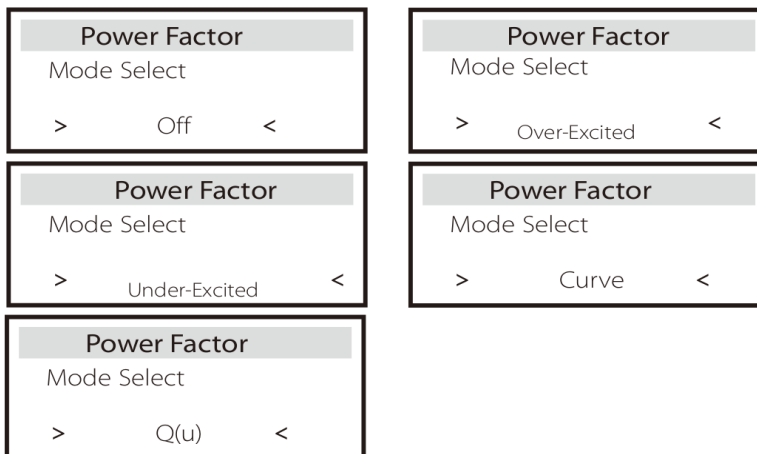 Power Factor
Mode Select
> Off <
Power Factor
Mode Select
> Over-Excited <
Power Factor
Mode Select
> Under-Excited <
Power Factor
Mode Select
> Curve <
Power Factor
Mode Select
> Q(u) <